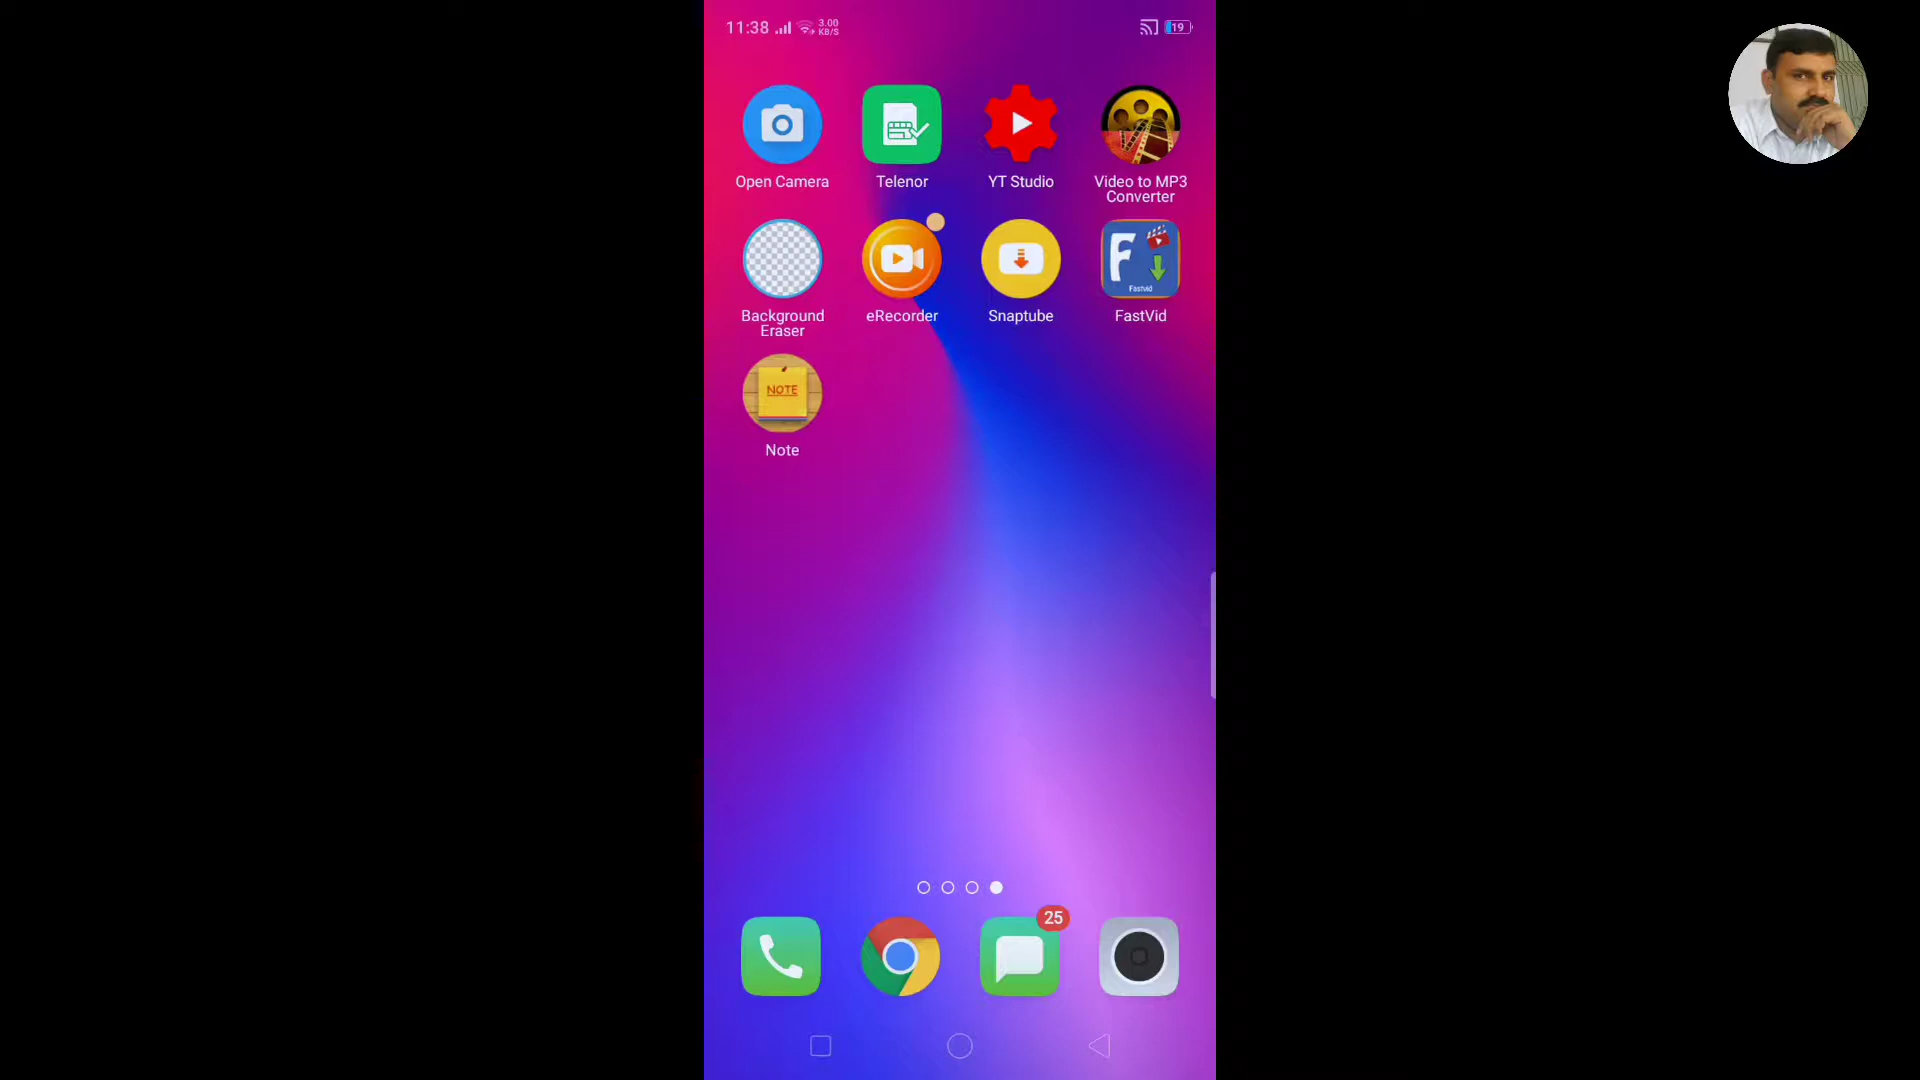 11:38 3.00 KB/S 19
Open Camera Telenor YT Studio Video to MP3 Converter
Fastvid
Background Eraser eRecorder Snaptube FastVid
NOTE
Note
25